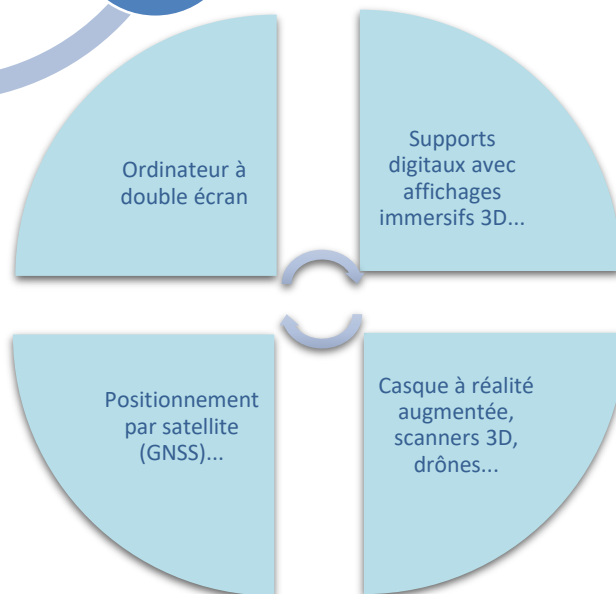 Ordinateur à
double écran
Supports
digitaux avec
affichages
immersifs 3D...
Positionnement
par satellite
(GNSS)...
Casque à réalité
augmentée,
scanners 3D,
drônes...